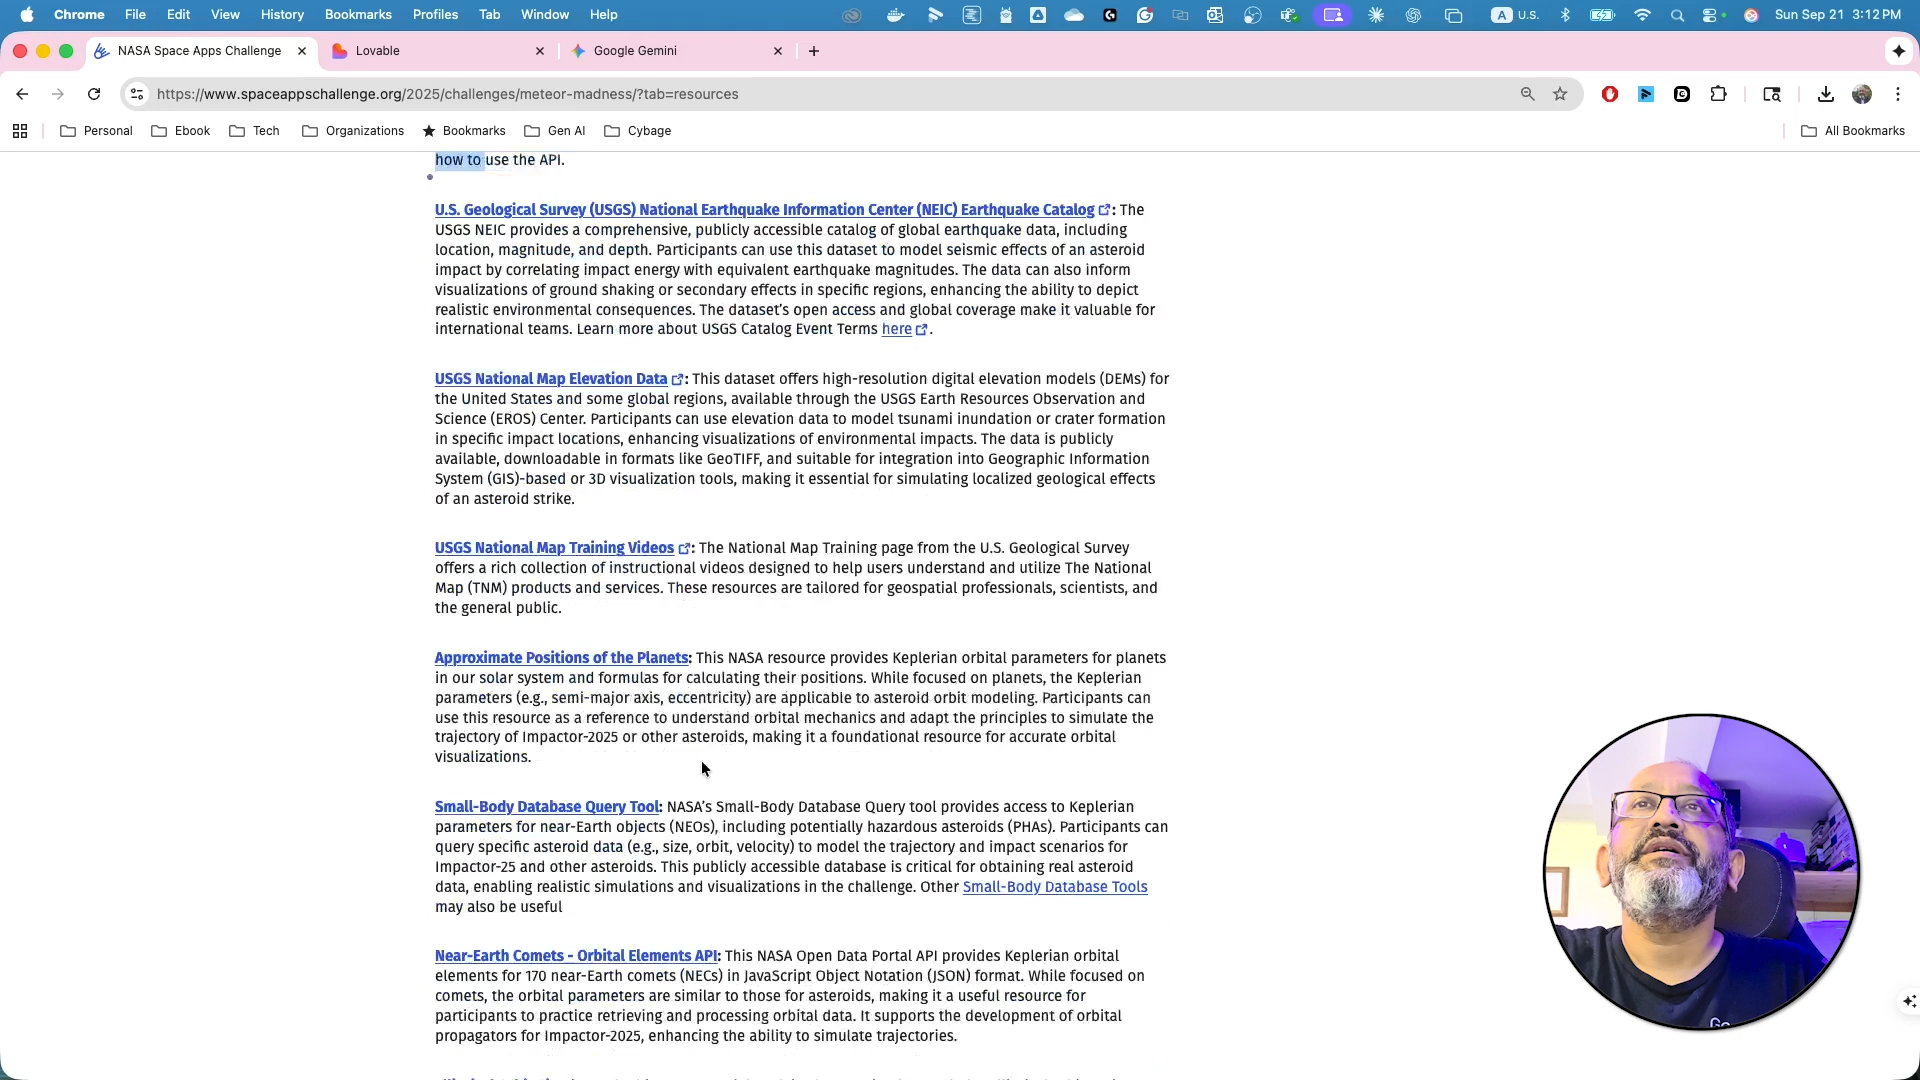 Chrome File Edit View History Bookmarks Profiles Tab Window Help
A U.S.
Sun Sep 21 3:12 PM
NASA Space Apps Challenge
Lovable
Google Gemini
https://www.spaceappschallenge.org/2025/challenges/meteor-madness/?tab=resources
Personal Ebook Tech Organizations Bookmarks Gen AI Cybage All Bookmarks
how to use the API.
U.S. Geological Survey (USGS) National Earthquake Information Center (NEIC) Earthquake Catalog : The
USGS NEIC provides a comprehensive, publicly accessible catalog of global earthquake data, including
location, magnitude, and depth. Participants can use this dataset to model seismic effects of an asteroid
impact by correlating impact energy with equivalent earthquake magnitudes. The data can also inform
visualizations of ground shaking or secondary effects in specific regions, enhancing the ability to depict
realistic environmental consequences. The dataset's open access and global coverage make it valuable for
international teams. Learn more about USGS Catalog Event Terms here .
USGS National Map Elevation Data : This dataset offers high-resolution digital elevation models (DEMs) for
the United States and some global regions, available through the USGS Earth Resources Observation and
Science (EROS) Center. Participants can use elevation data to model tsunami inundation or crater formation
in specific impact locations, enhancing visualizations of environmental impacts. The data is publicly
available, downloadable in formats like GeoTIFF, and suitable for integration into Geographic Information
System (GIS)-based or 3D visualization tools, making it essential for simulating localized geological effects
of an asteroid strike.
USGS National Map Training Videos : The National Map Training page from the U.S. Geological Survey
offers a rich collection of instructional videos designed to help users understand and utilize The National
Map (TNM) products and services. These resources are tailored for geospatial professionals, scientists, and
the general public.
Approximate Positions of the Planets: This NASA resource provides Keplerian orbital parameters for planets
in our solar system and formulas for calculating their positions. While focused on planets, the Keplerian
parameters (e.g., semi-major axis, eccentricity) are applicable to asteroid orbit modeling. Participants can
use this resource as a reference to understand orbital mechanics and adapt the principles to simulate the
trajectory of Impactor-2025 or other asteroids, making it a foundational resource for accurate orbital
visualizations.
Small-Body Database Query Tool: NASA's Small-Body Database Query tool provides access to Keplerian
parameters for near-Earth objects (NEOs), including potentially hazardous asteroids (PHAs). Participants can
query specific asteroid data (e.g., size, orbit, velocity) to model the trajectory and impact scenarios for
Impactor-25 and other asteroids. This publicly accessible database is critical for obtaining real asteroid
data, enabling realistic simulations and visualizations in the challenge. Other Small-Body Database Tools
may also be useful
Near-Earth Comets - Orbital Elements API: This NASA Open Data Portal API provides Keplerian orbital
elements for 170 near-Earth comets (NECs) in JavaScript Object Notation (JSON) format. While focused on
comets, the orbital parameters are similar to those for asteroids, making it a useful resource for
participants to practice retrieving and processing orbital data. It supports the development of orbital
propagators for Impactor-2025, enhancing the ability to simulate trajectories.